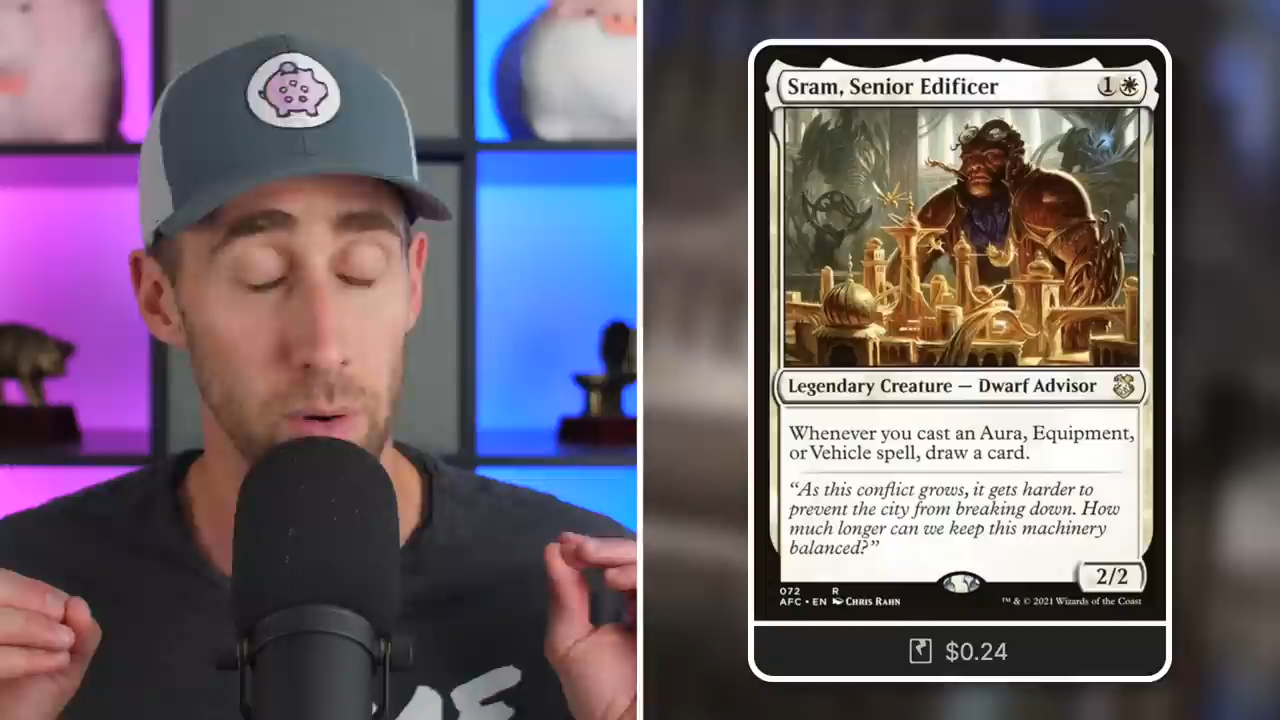 Sram, Senior Edificer 1
Legendary Creature — Dwarf Advisor
Whenever you cast an Aura, Equipment,
or Vehicle spell, draw a card.
“As this conflict grows, it gets harder to
prevent the city from breaking down. How
much longer can we keep this machinery
balanced?”
2/2
072 R
AFC • EN CHRIS RAHN
™ & © 2021 Wizards of the Coast
$0.24